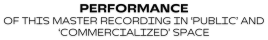 PERFORMANCE
OF THIS MASTER RECORDING IN 'PUBLIC' AND
'COMMERCIALIZED' SPACE